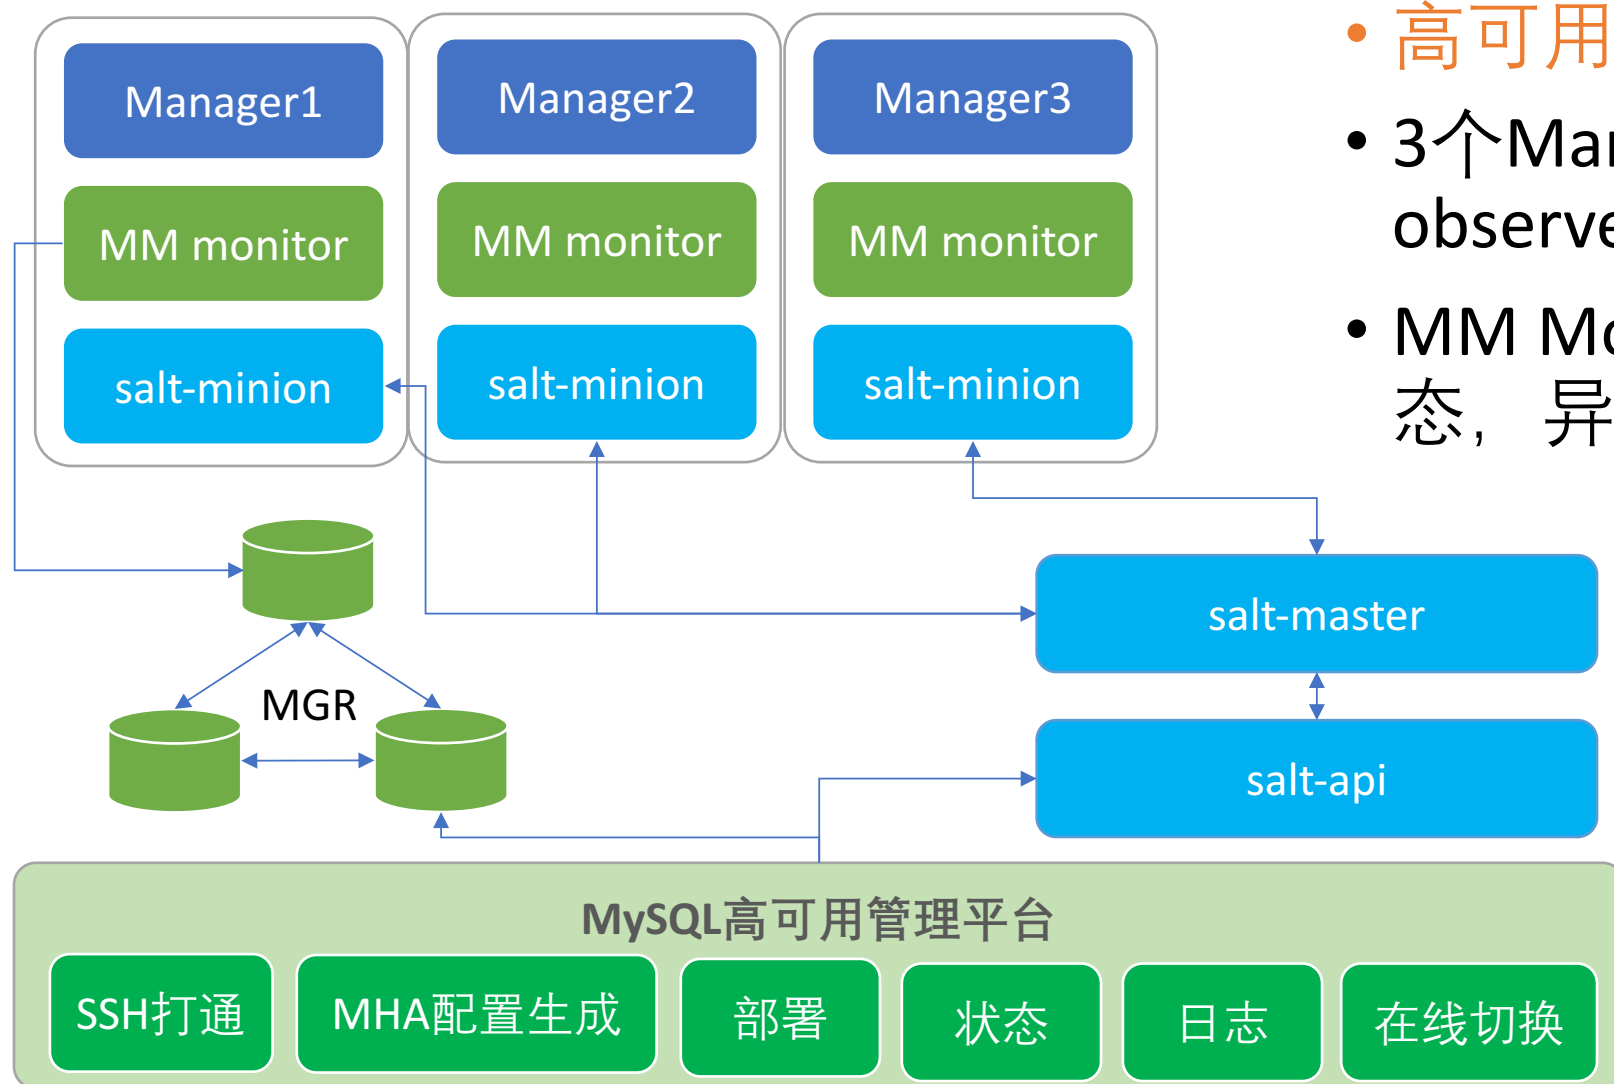 Manager1
Manager2
Manager3
MM monitor
MM monitor
MM monitor
salt-minion
salt-minion
salt-minion
• 高可用
• 3个Ma
observe
• MM M
态，异
MGR
salt-master
salt-api
MySQL高可用管理平台
SSH打通
MHA配置生成
部署
状态
日志
在线切换